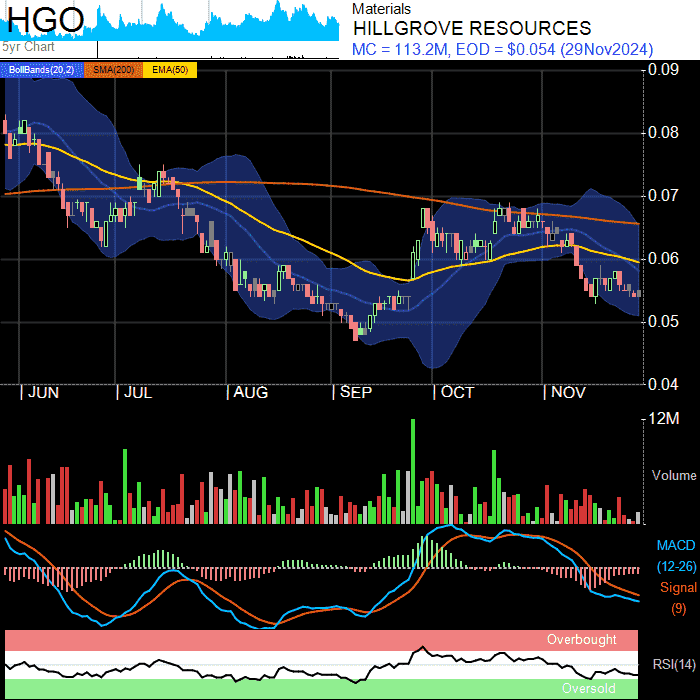 HGO
5yr Chart
Materials
HILLGROVE RESOURCES
MC = 113.2M, EOD = $0.054 (29Nov2024)
BollBands(20,2) SMA(200) EMA(50)
0.09
0.08
0.07
0.06
0.05
0.04
JUN JUL AUG SEP OCT NOV
12M
Volume
MACD
(12-26)
Signal
(9)
Overbought
RSI(14)
Oversold